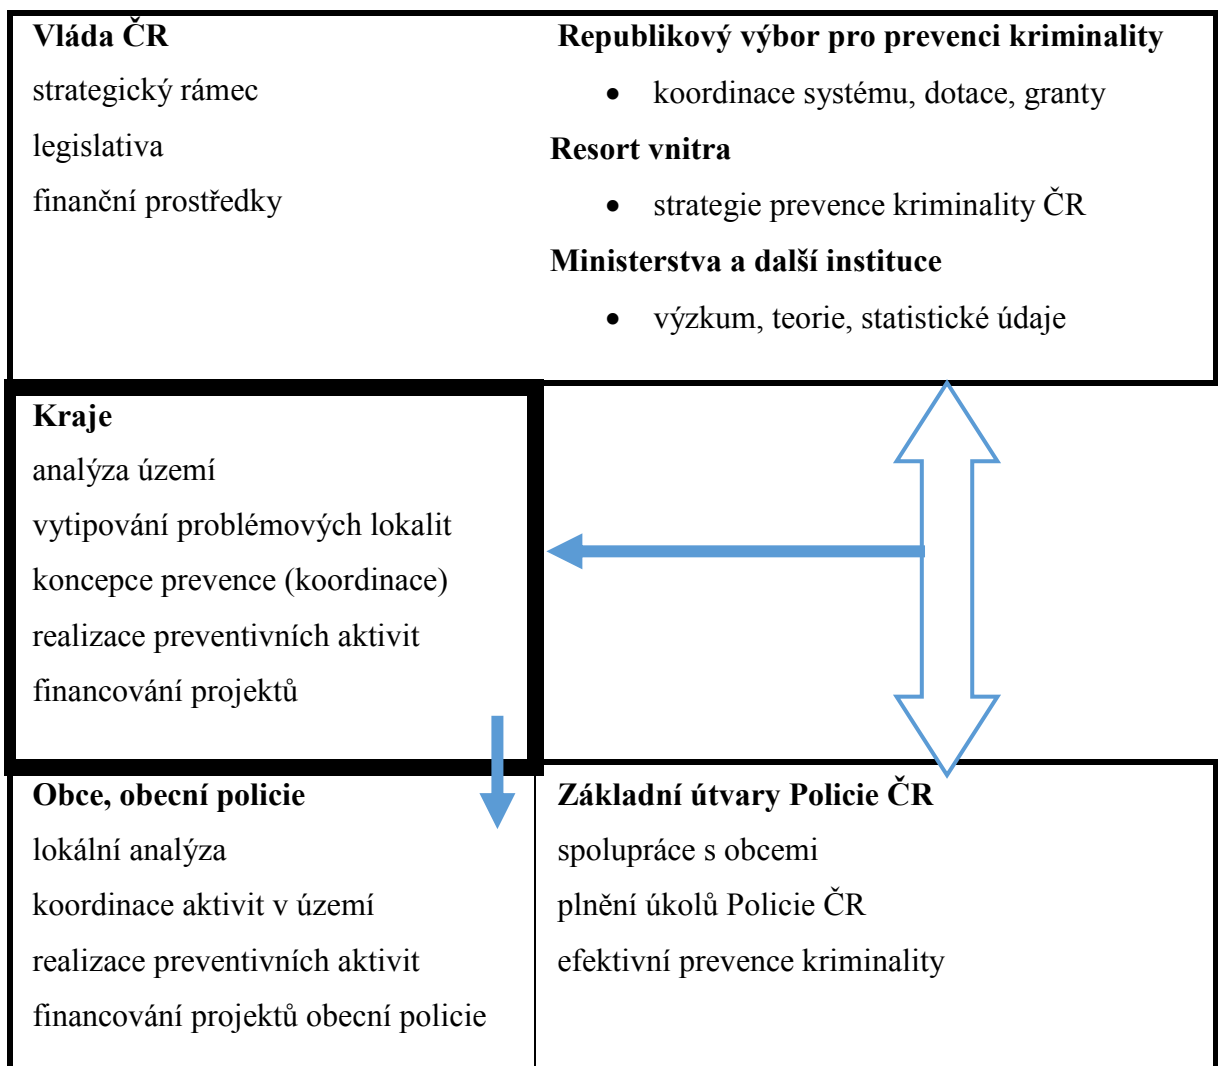 Vláda ČR
strategický rámec
legislativa
finanční prostředky
Republikový výbor pro prevenci kriminality
• koordinace systému, dotace, granty
Resort vnitra
• strategie prevence kriminality ČR
Ministerstva a další instituce
• výzkum, teorie, statistické údaje
Kraje
analýza území
vytipování problémových lokalit
koncepce prevence (koordinace)
realizace preventivních aktivit
financování projektů
Obce, obecní policie
lokální analýza
koordinace aktivit v území
realizace preventivních aktivit
financování projektů obecní policie
Základní útvary Policie ČR
spolupráce s obcemi
plnění úkolů Policie ČR
efektivní prevence kriminality